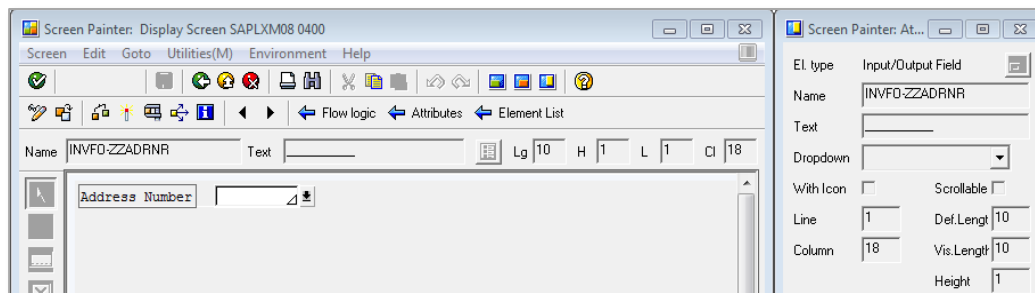 Screen Painter: Display Screen SAPLXM08 0400
Screen Edit Goto Utilities(M) Environment Help
Flow logic Attributes Element List
Name INVFO-ZZADRNR Text __________ Lg 10 H 1 L 1 Cl 18
Address Number
Screen Painter: At...
El. type Input/Output Field
Name INVFO-ZZADRNR
Text __________
Dropdown
With Icon Scrollable
Line 1 Def.Lengt 10
Column 18 Vis.Length 10
Height 1